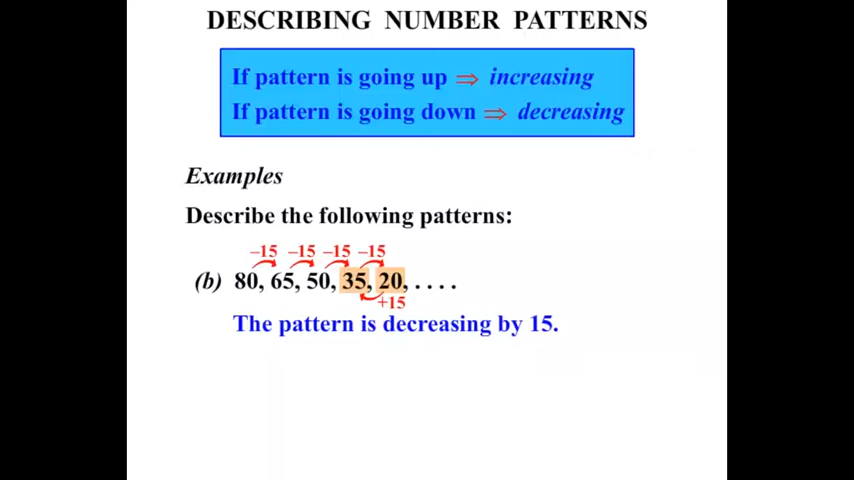 DESCRIBING NUMBER PATTERNS
If pattern is going up ⇒ increasing
If pattern is going down ⇒ decreasing
Examples
Describe the following patterns:
–15 –15 –15 –15
(b) 80, 65, 50, 35, 20, . . . .
+15
The pattern is decreasing by 15.